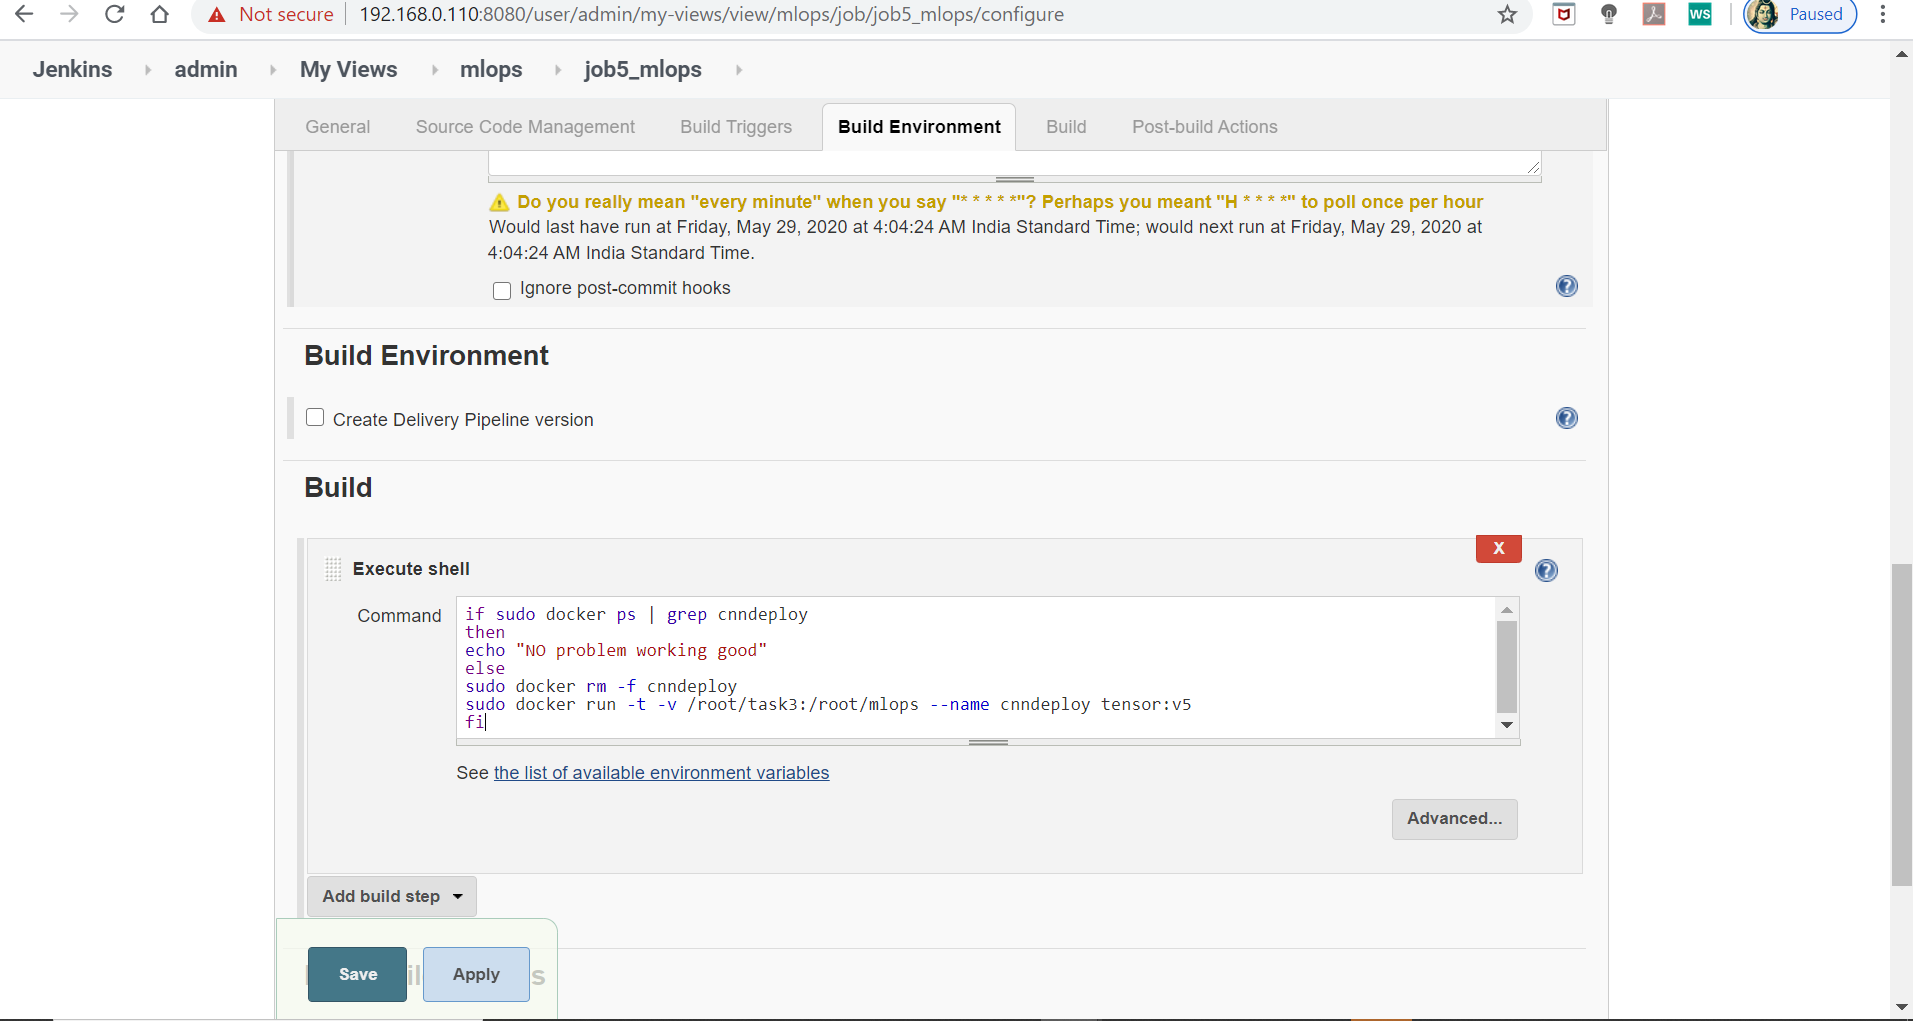 Not secure 192.168.0.110:8080/user/admin/my-views/view/mlops/job/job5_mlops/configure WS Paused
Jenkins admin My Views mlops job5_mlops
General Source Code Management Build Triggers Build Environment Build Post-build Actions
Do you really mean "every minute" when you say "* * * * *"? Perhaps you meant "H * * * *" to poll once per hour
Would last have run at Friday, May 29, 2020 at 4:04:24 AM India Standard Time; would next run at Friday, May 29, 2020 at
4:04:24 AM India Standard Time.
Ignore post-commit hooks
Build Environment
Create Delivery Pipeline version
Build
X
Execute shell
Command
if sudo docker ps | grep cnndeploy
then
echo "NO problem working good"
else
sudo docker rm -f cnndeploy
sudo docker run -t -v /root/task3:/root/mlops --name cnndeploy tensor:v5
fi
See the list of available environment variables
Advanced...
Add build step
Save Apply